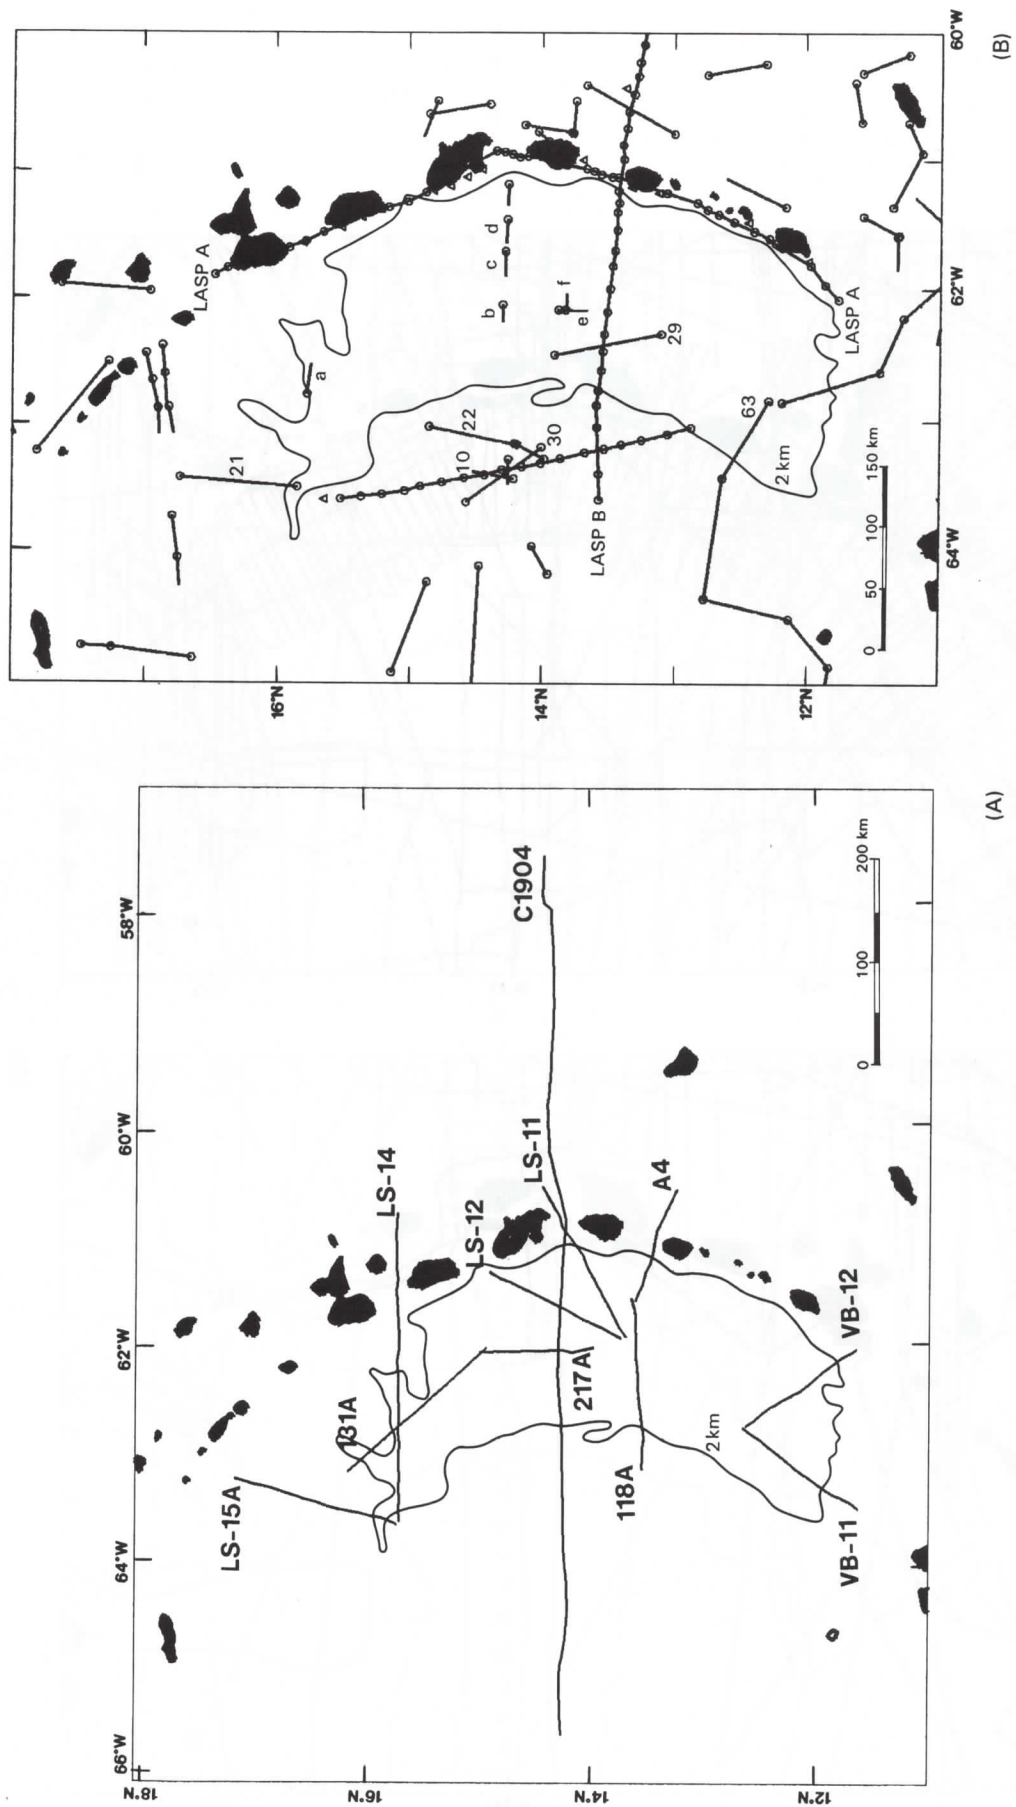 66°W
64°W
62°W
60°W
58°W
18°N
16°N
14°N
12°N
LS-15A
131A
LS-14
LS-12
LS-11
C1904
217A
A4
118A
2 km
VB-11
VB-12
0 100 200 km
(A)
16°N
14°N
12°N
64°W
62°W
60°W
LASP A
21
a
b
c
d
e
f
22
10
30
29
LASP B
63
LASP A
2 km
0 50 100 150 km
(B)